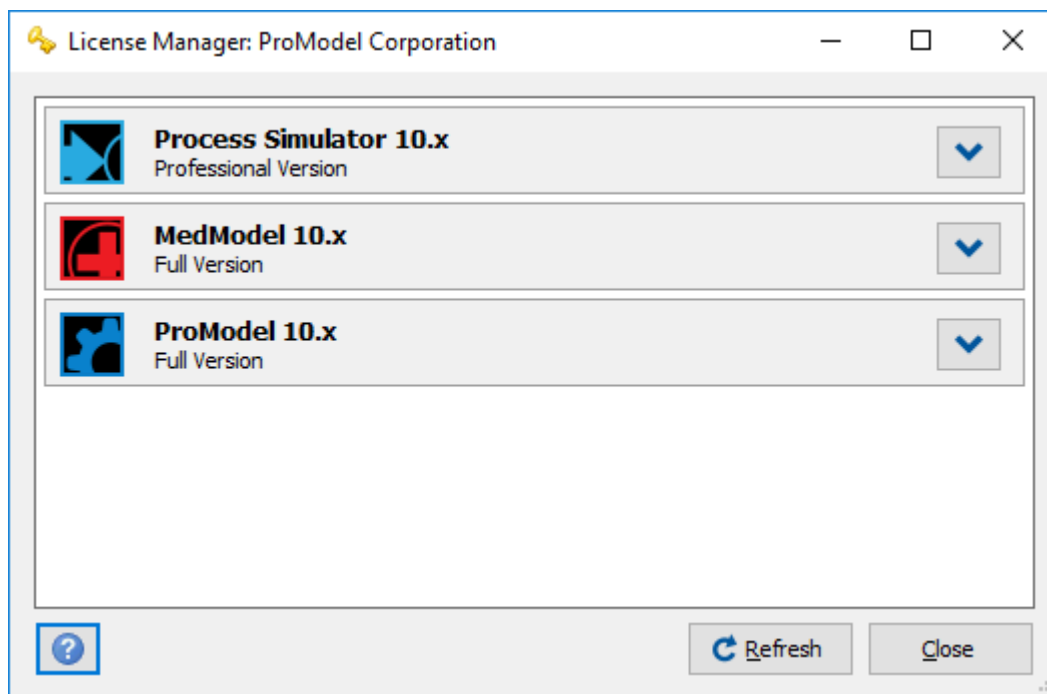 License Manager: ProModel Corporation
Process Simulator 10.x
Professional Version
MedModel 10.x
Full Version
ProModel 10.x
Full Version
?
Refresh
Close